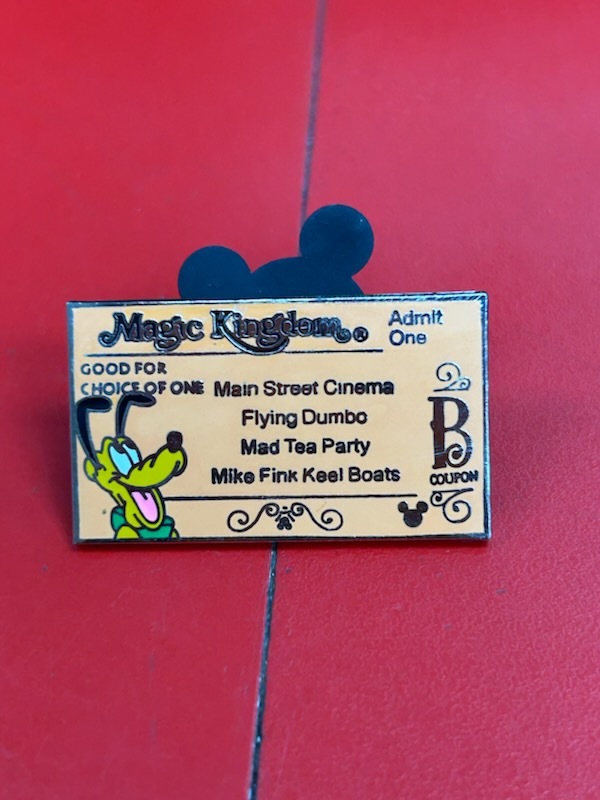 Magic Kingdom®
Admit
One
GOOD FOR
CHOICE OF ONE Main Street Cinema
Flying Dumbo
Mad Tea Party
Mike Fink Keel Boats
B
COUPON